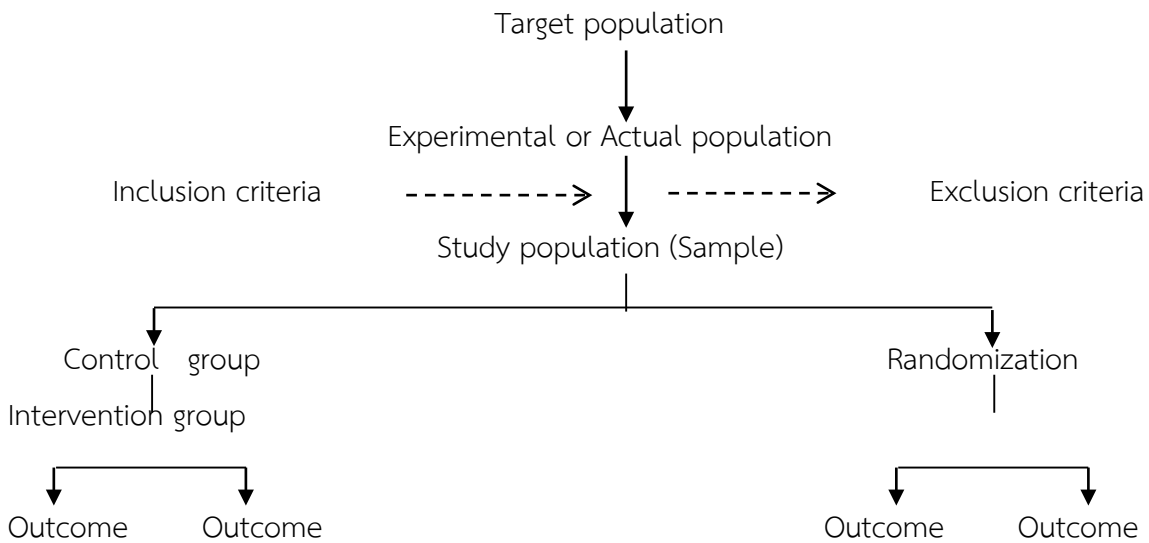 Target population
Experimental or Actual population
Inclusion criteria Exclusion criteria
Study population (Sample)
Control group Randomization
Intervention group
Outcome Outcome Outcome Outcome